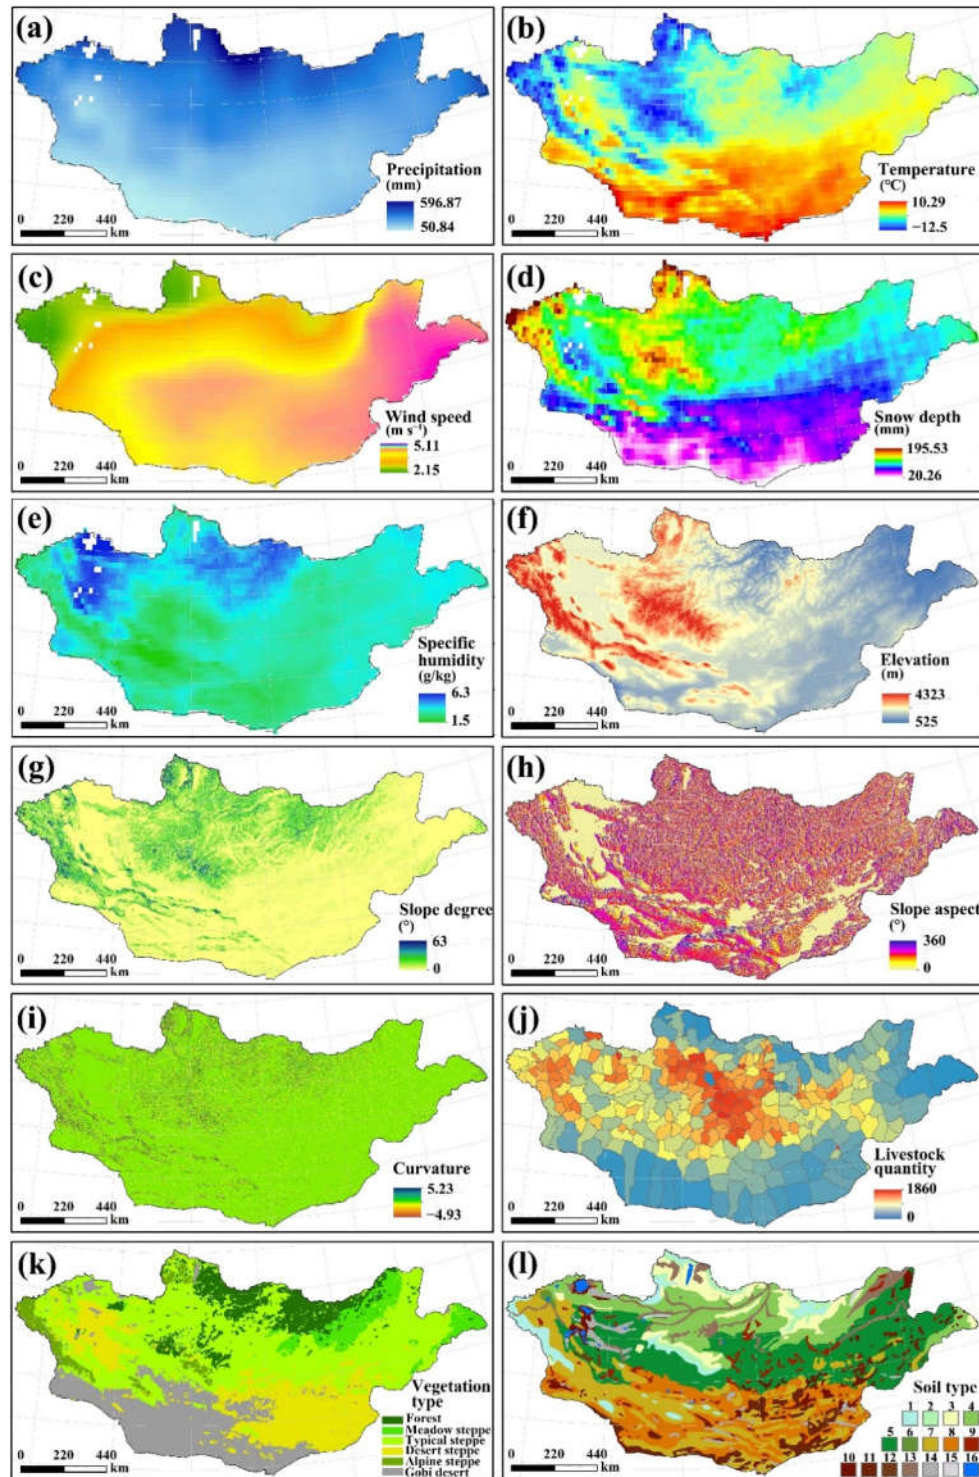 (a)
Precipitation
(mm)
596.87
50.84
0 220 440
km
(b)
Temperature
(°C)
10.29
−12.5
0 220 440
km
(c)
Wind speed
(m s⁻¹)
5.11
2.15
0 220 440
km
(d)
Snow depth
(mm)
195.53
20.26
0 220 440
km
(e)
Specific
humidity
(g/kg)
6.3
1.5
0 220 440
km
(f)
Elevation
(m)
4323
525
0 220 440
km
(g)
Slope degree
(°)
63
0
0 220 440
km
(h)
Slope aspect
(°)
360
0
0 220 440
km
(i)
Curvature
5.23
−4.93
0 220 440
km
(j)
Livestock
quantity
1860
0
0 220 440
km
(k)
Vegetation
type
Forest
Meadow steppe
Typical steppe
Desert steppe
Alpine steppe
Gobi desert
0 220 440
km
(l)
Soil type
1 2 3 4
5 6 7 8 9
10 11 12 13 14 15 16
0 220 440
km